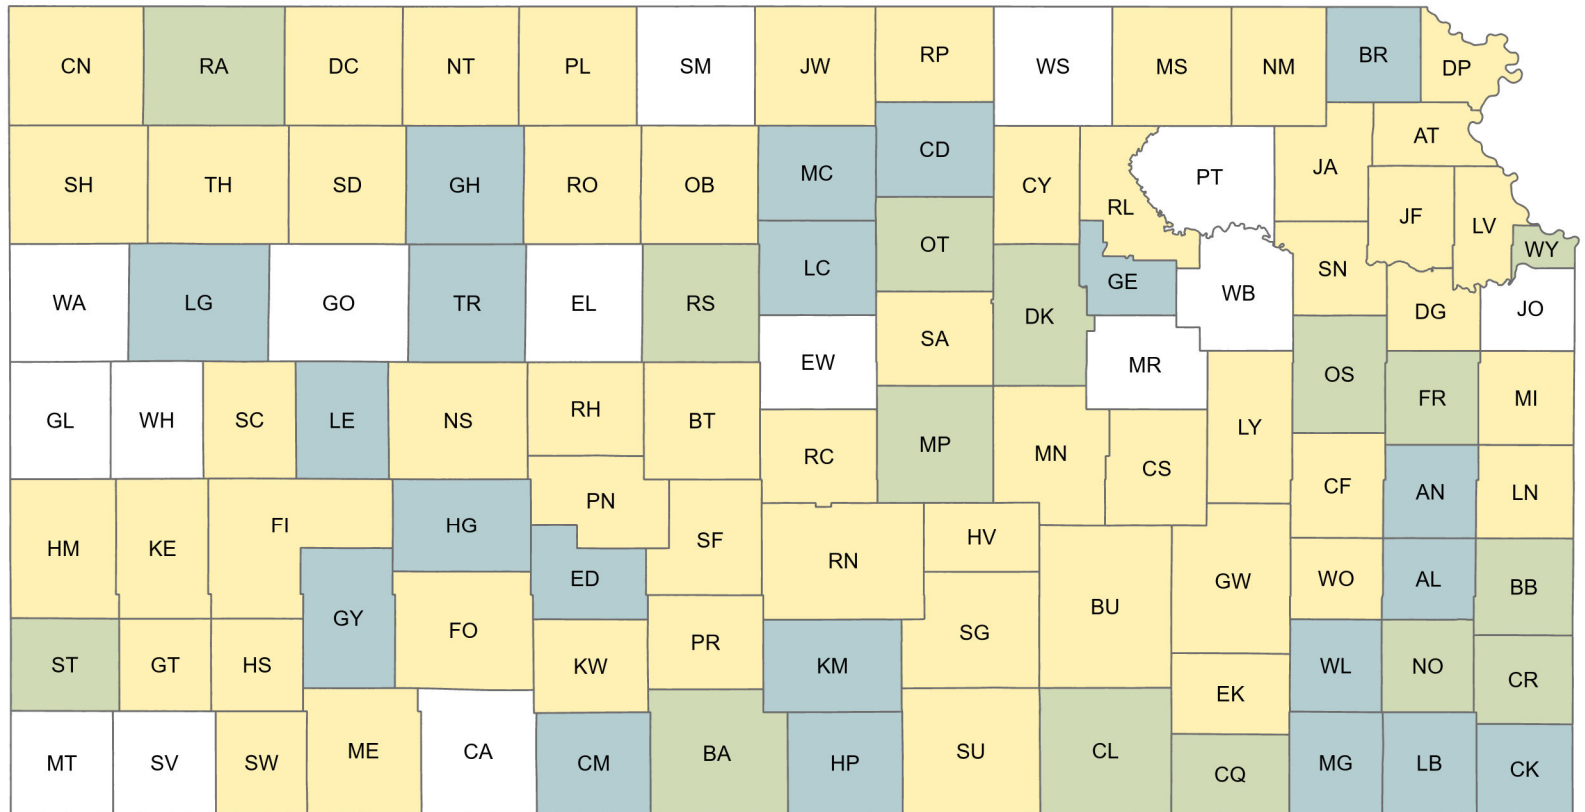 CN RA DC NT PL SM JW RP WS MS NM BR DP
SH TH SD GH RO OB MC CD CY RL PT JA AT
JF LV WY
WA LG GO TR EL RS LC OT DK GE WB SN DG JO
EW SA MR OS
GL WH SC LE NS RH BT RC MP MN CS LY FR MI
CF AN LN
HM KE FI HG PN SF RN HV
ED BU GW WO AL BB
ST GT HS GY FO KW PR KM SG EK WL NO CR
MT SV SW ME CA CM BA HP SU CL CQ MG LB CK